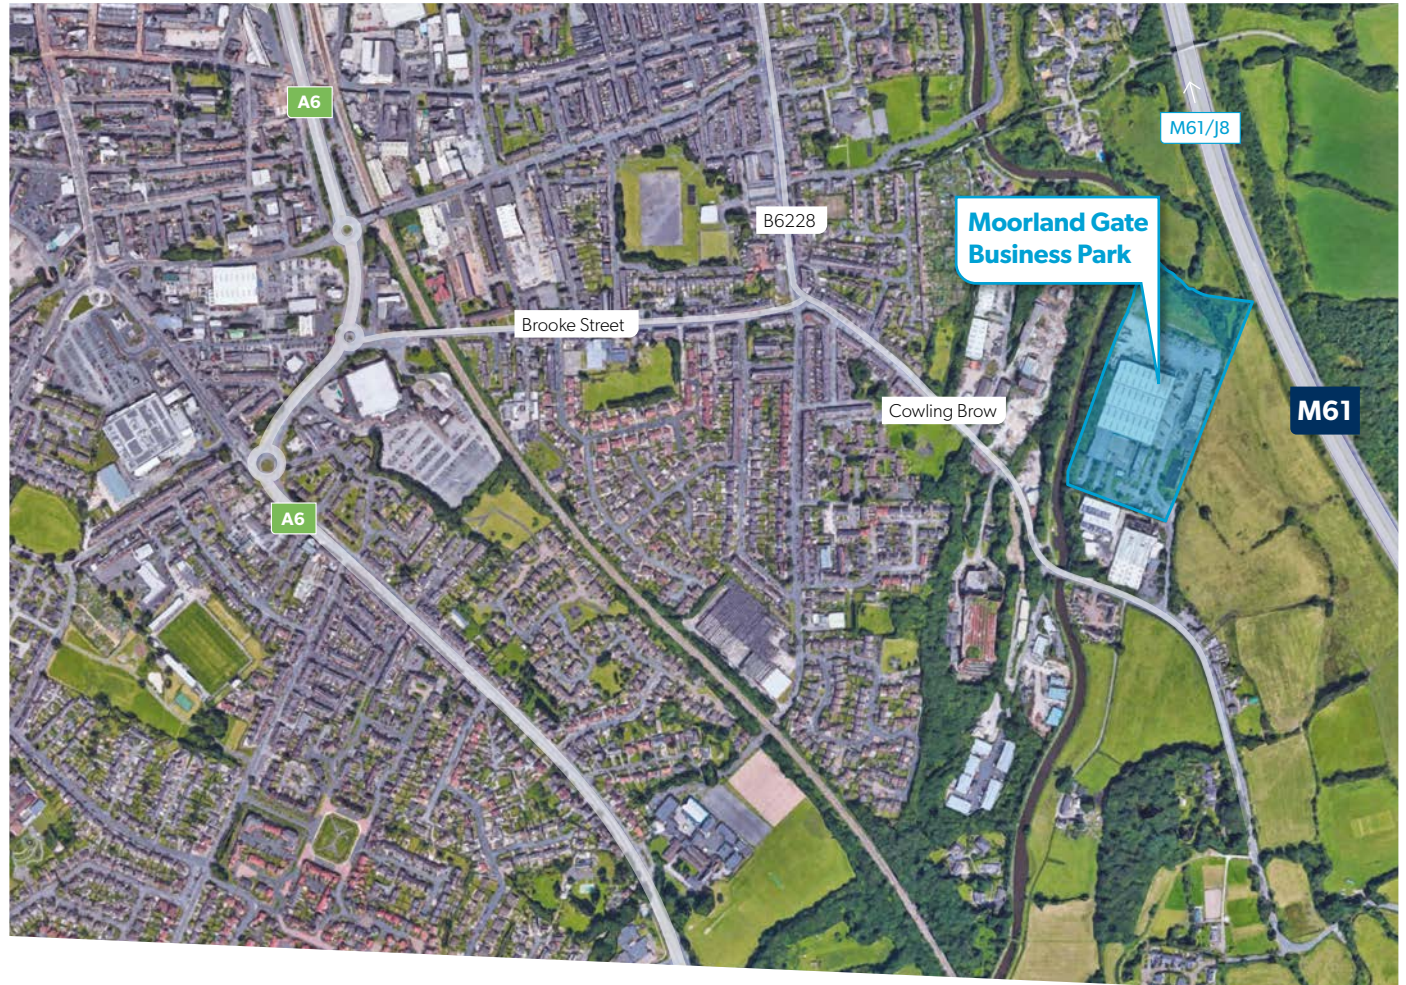 A6
M61/J8
B6228
Moorland Gate
Business Park
Brooke Street
M61
Cowling Brow
A6